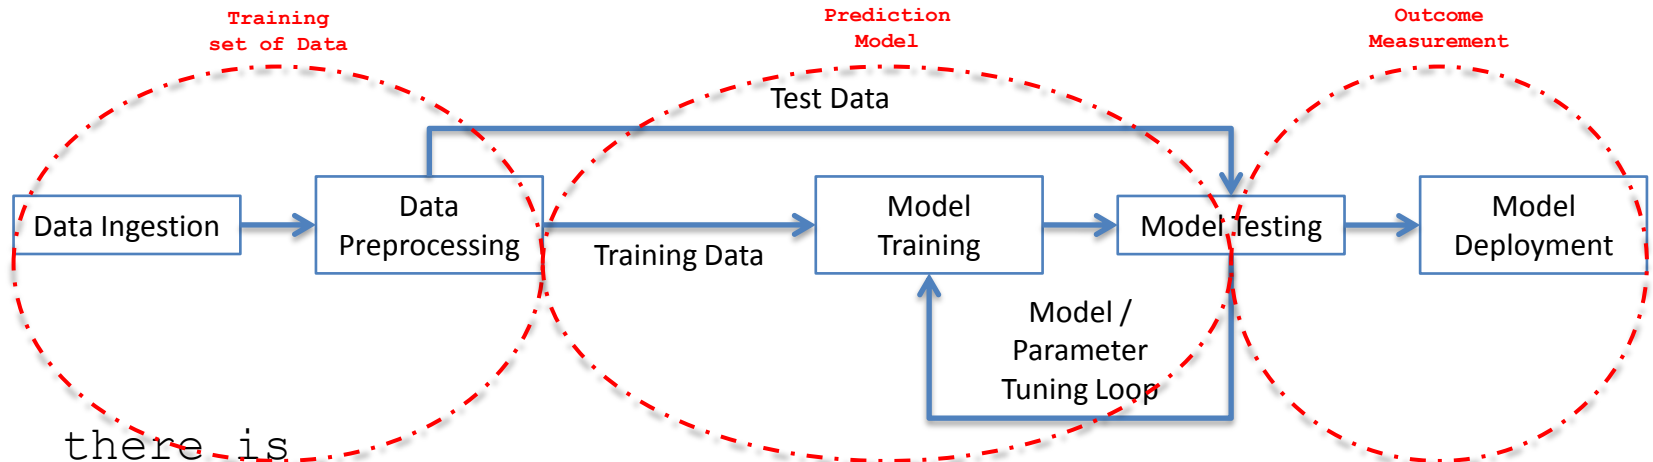 Training
set of Data
Prediction
Model
Outcome
Measurement
Test Data
Data Ingestion
Data
Preprocessing
Training Data
Model
Training
Model Testing
Model
Deployment
Model /
Parameter
Tuning Loop
there is